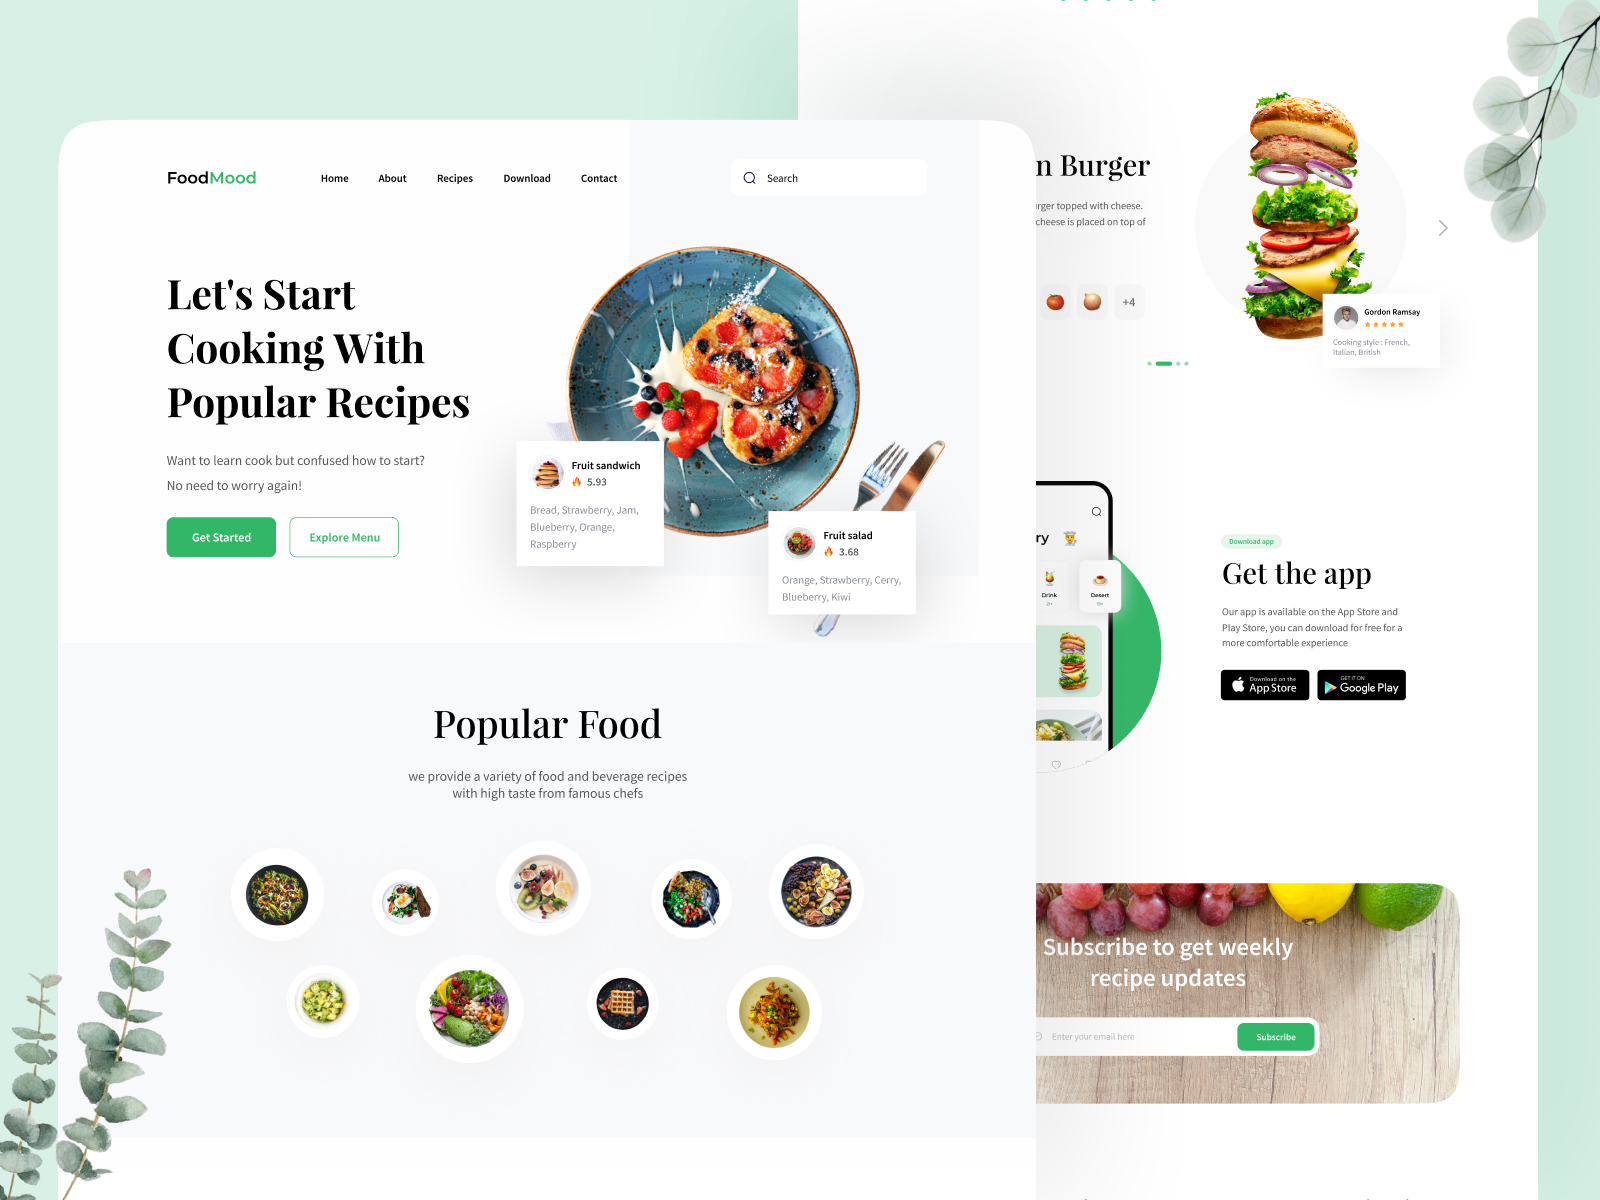 FoodMood
Home
About
Recipes
Download
Contact
Search
Let's Start
Cooking With
Popular Recipes
Want to learn cook but confused how to start?
No need to worry again!
Get Started
Explore Menu
Fruit sandwich
5.93
Bread, Strawberry, Jam,
Blueberry, Orange,
Raspberry
Fruit salad
3.68
Orange, Strawberry, Cerry,
Blueberry, Kiwi
Popular Food
we provide a variety of food and beverage recipes
with high taste from famous chefs
n Burger
urger topped with cheese.
cheese is placed on top of
+4
Gordon Ramsay
Cooking style : French,
Italian, British
ry
Drink
21+
Desert
Download app
Get the app
Our app is available on the App Store and
Play Store, you can download for free for a
more comfortable experience
Download on the
App Store
GET IT ON
Google Play
Subscribe to get weekly
recipe updates
Enter your email here
Subscribe